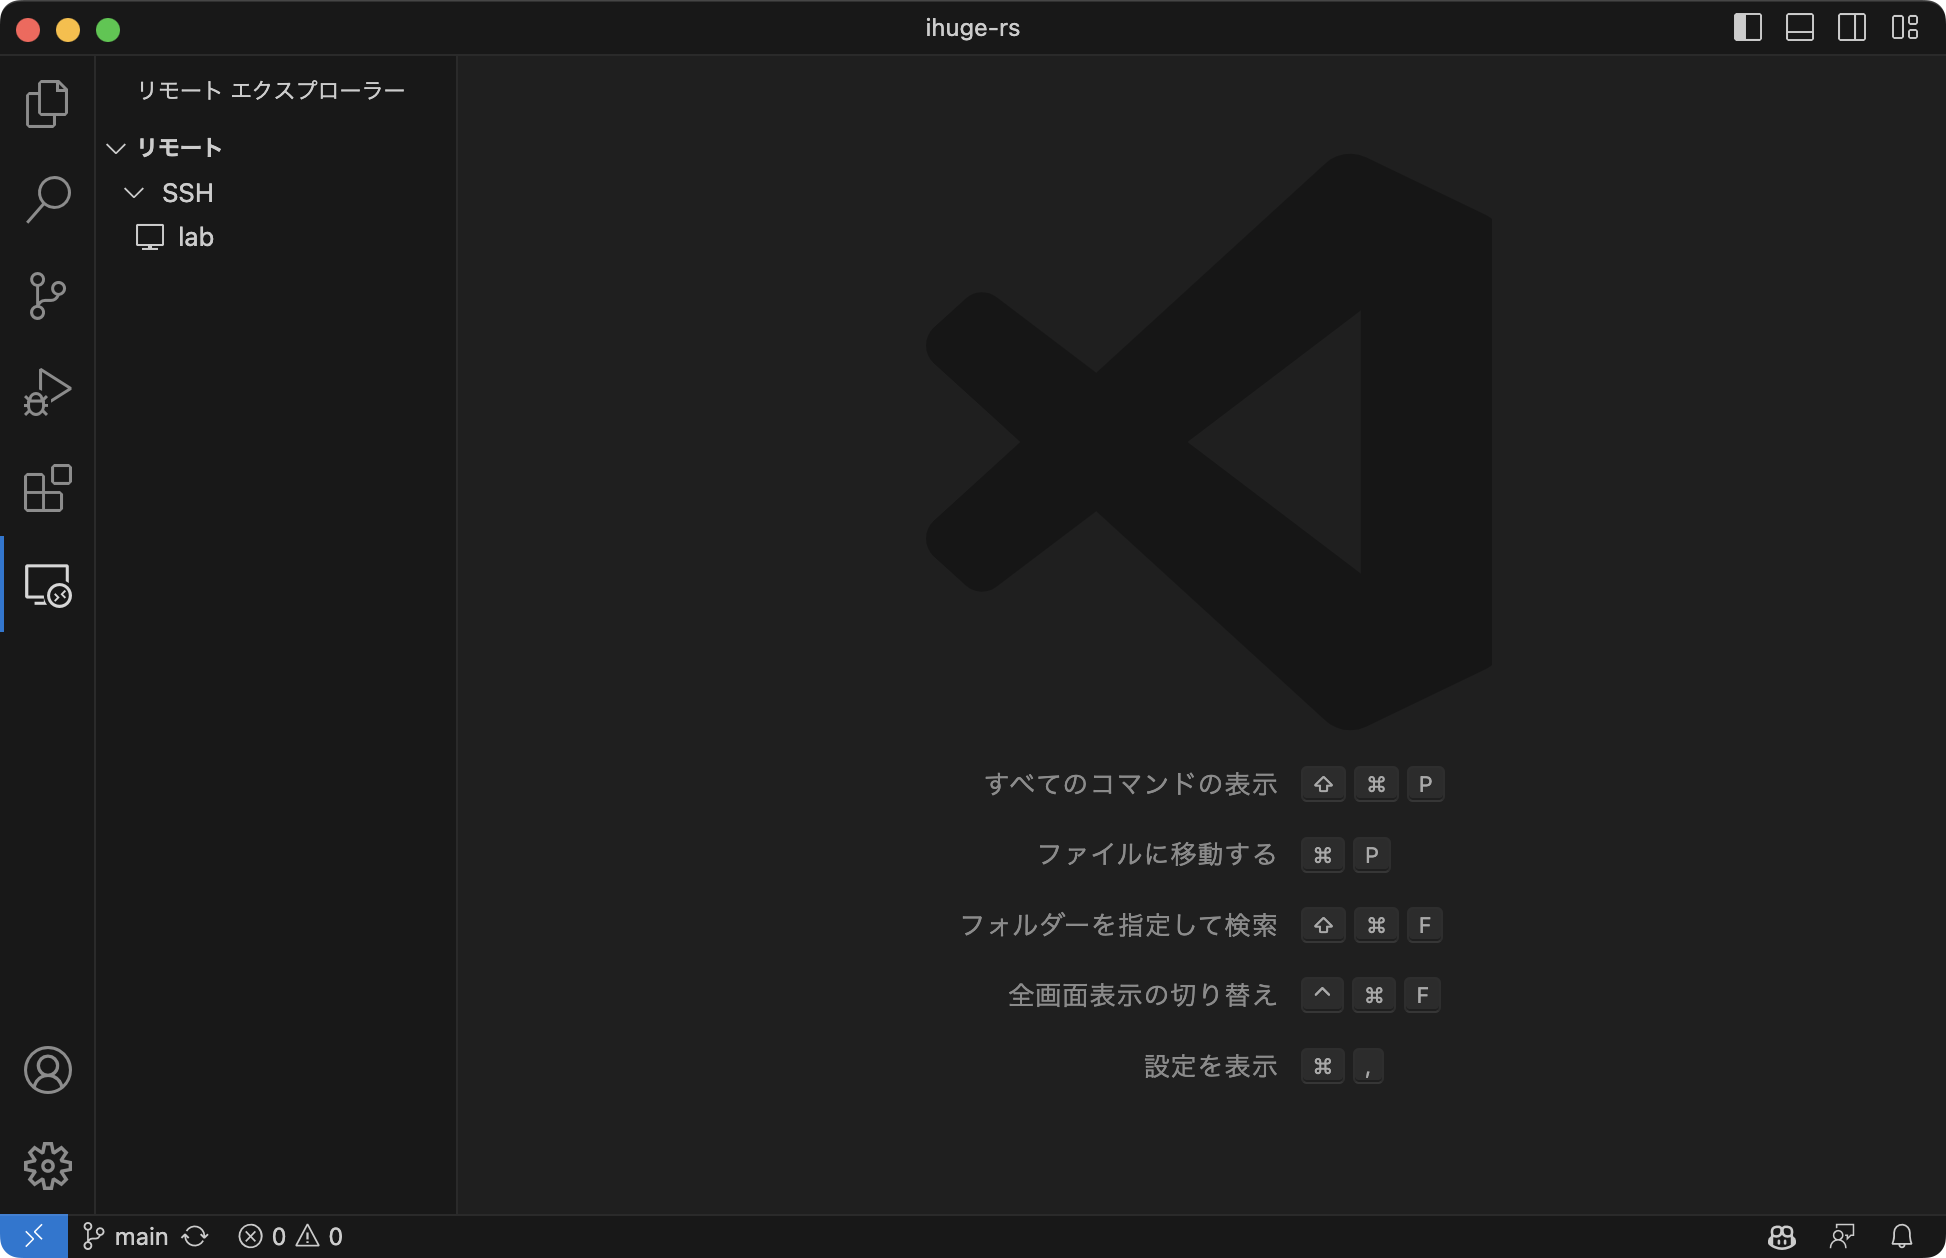 ihuge-rs
リモート エクスプローラー
リモート
SSH
lab
すべてのコマンドの表示 ⇧ ⌘ P
ファイルに移動する ⌘ P
フォルダーを指定して検索 ⇧ ⌘ F
全画面表示の切り替え ^ ⌘ F
設定を表示 ⌘ ,
main 0 0